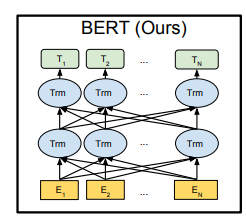 BERT (Ours)
T1 T2 ... TN
Trm Trm ... Trm
Trm Trm ... Trm
E1 E2 ... EN